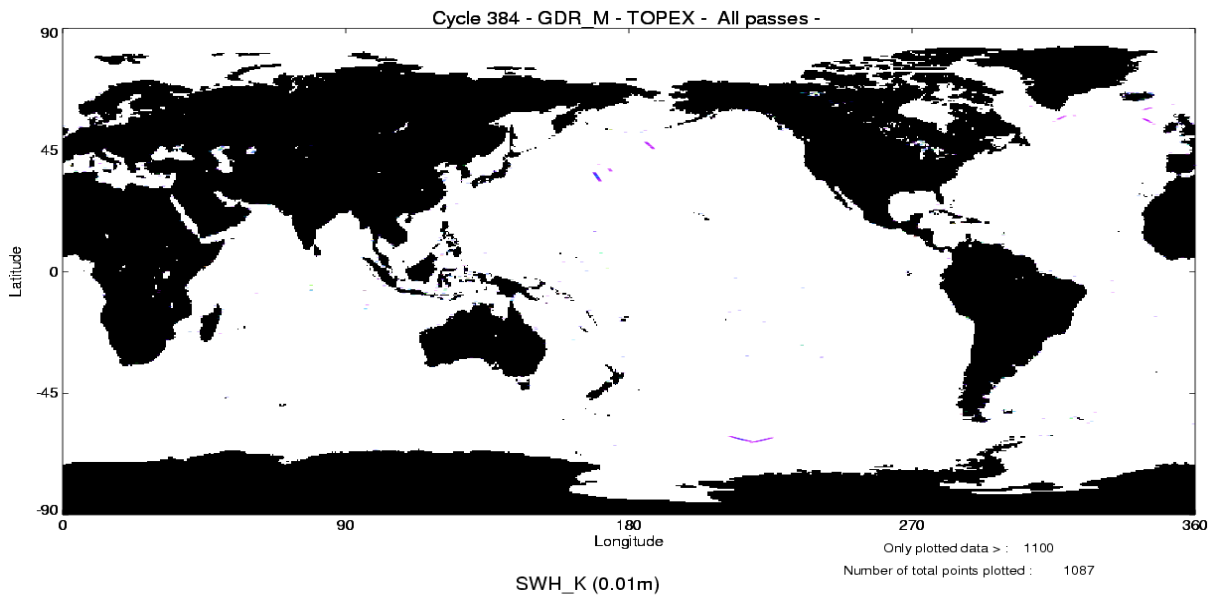 Cycle 384 - GDR_M - TOPEX - All passes -
90
45
0
-45
-90
Latitude
0 90 180 270 360
Longitude
Only plotted data > : 1100
Number of total points plotted : 1087
SWH_K (0.01m)